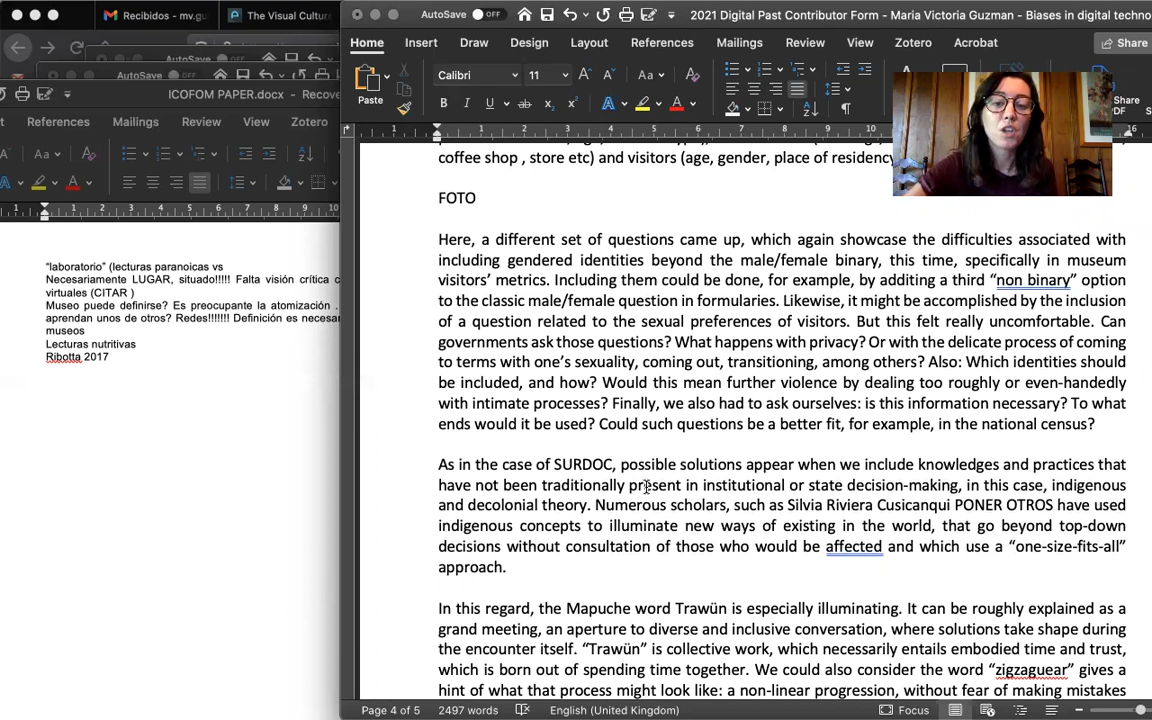 Recibidos - mv.gu
The Visual Culture
AutoSave OFF
2021 Digital Past Contributor Form - Maria Victoria Guzman - Biases in digital techno
Home Insert Draw Design Layout References Mailings Review View Zotero Acrobat
Share
AutoSave
ICOFOM PAPER.docx - Recove
References Mailings Review View Zotero
Paste
Calibri 11
Share
PDF
coffee shop , store etc) and visitors (age, gender, place of residency
FOTO
Here, a different set of questions came up, which again showcase the difficulties associated with
including gendered identities beyond the male/female binary, this time, specifically in museum
visitors’ metrics. Including them could be done, for example, by additing a third “non binary” option
to the classic male/female question in formularies. Likewise, it might be accomplished by the inclusion
of a question related to the sexual preferences of visitors. But this felt really uncomfortable. Can
governments ask those questions? What happens with privacy? Or with the delicate process of coming
to terms with one’s sexuality, coming out, transitioning, among others? Also: Which identities should
be included, and how? Would this mean further violence by dealing too roughly or even-handedly
with intimate processes? Finally, we also had to ask ourselves: is this information necessary? To what
ends would it be used? Could such questions be a better fit, for example, in the national census?
As in the case of SURDOC, possible solutions appear when we include knowledges and practices that
have not been traditionally present in institutional or state decision-making, in this case, indigenous
and decolonial theory. Numerous scholars, such as Silvia Riviera Cusicanqui PONER OTROS have used
indigenous concepts to illuminate new ways of existing in the world, that go beyond top-down
decisions without consultation of those who would be affected and which use a “one-size-fits-all”
approach.
In this regard, the Mapuche word Trawün is especially illuminating. It can be roughly explained as a
grand meeting, an aperture to diverse and inclusive conversation, where solutions take shape during
the encounter itself. “Trawün” is collective work, which necessarily entails embodied time and trust,
which is born out of spending time together. We could also consider the word “zigzaguear” gives a
hint of what that process might look like: a non-linear progression, without fear of making mistakes
“laboratorio” (lecturas paranoicas vs
Necesariamente LUGAR, situado!!!!! Falta visión crítica c
virtuales (CITAR )
Museo puede definirse? Es preocupante la atomización .
aprendan unos de otros? Redes!!!!!!! Definición es necesar
museos
Lecturas nutritivas
Ribotta 2017
Page 4 of 5 2497 words English (United Kingdom) Focus